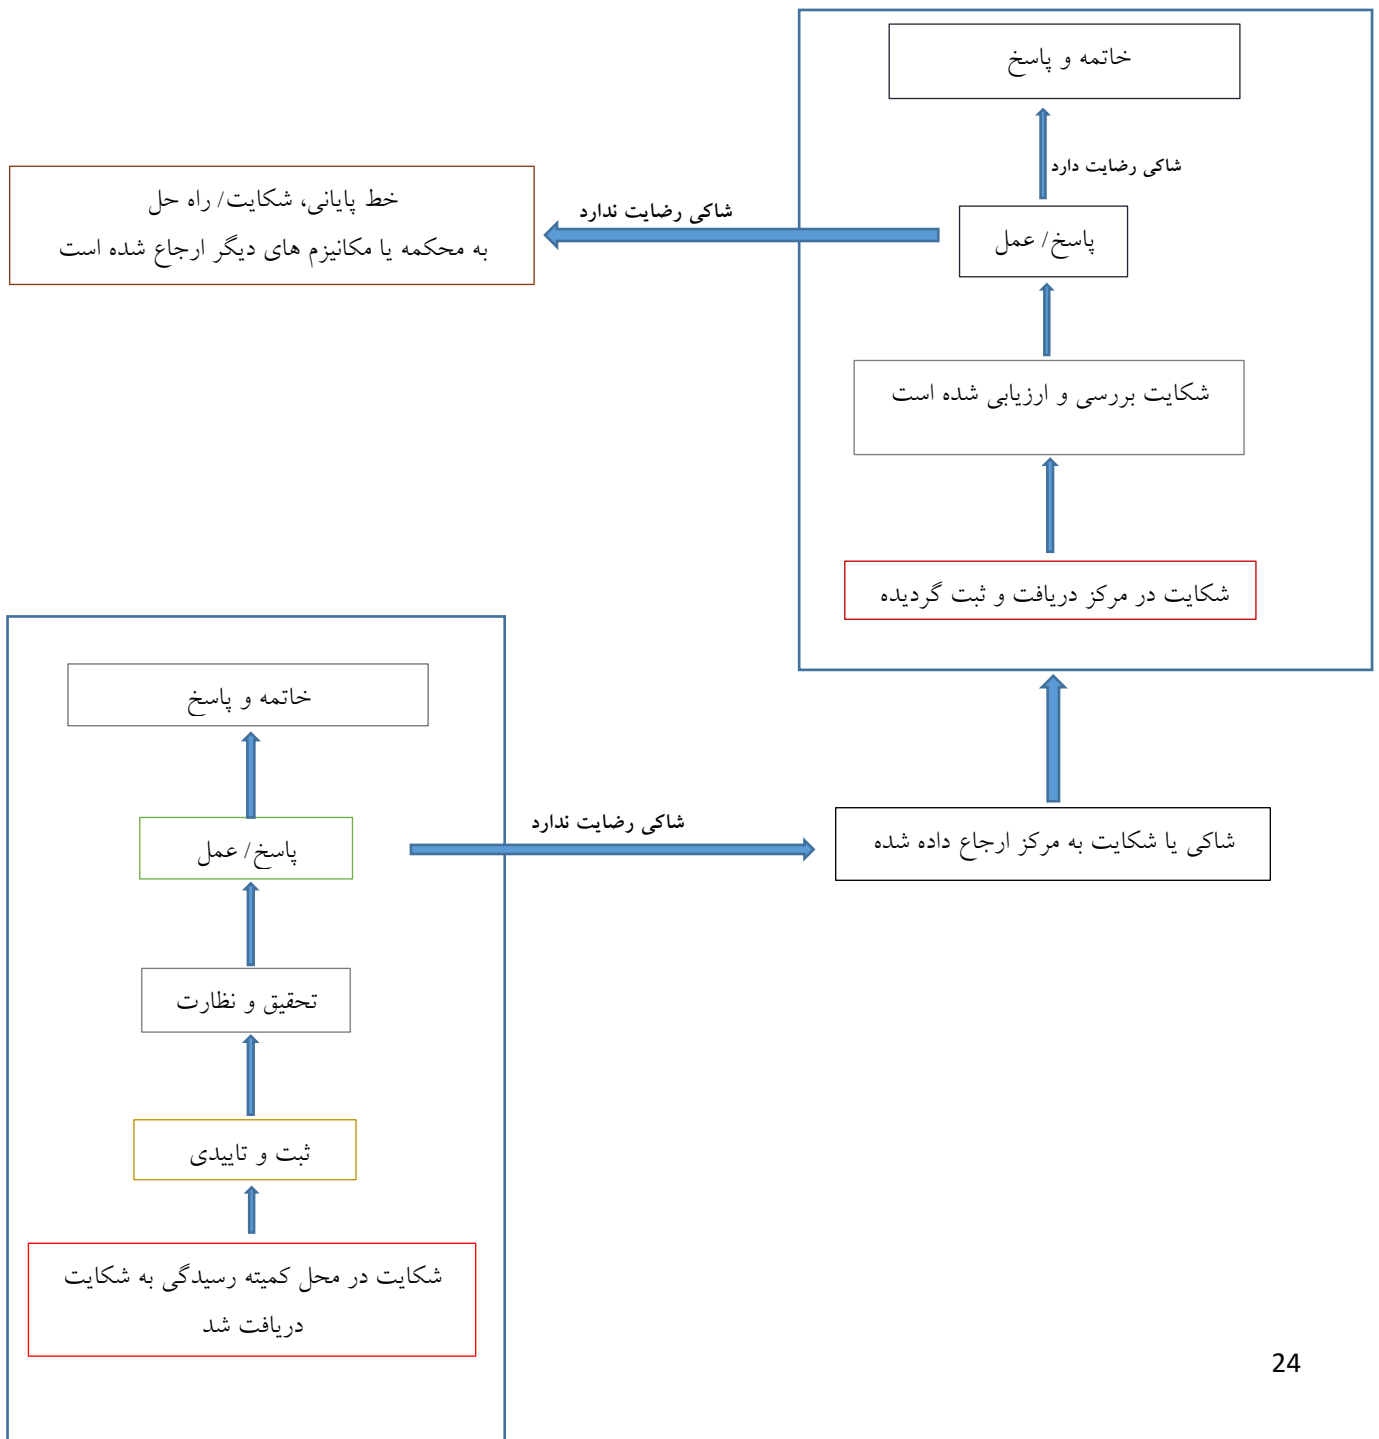 خاتمه و پاسخ
شاکی رضایت دارد
خط پایانی، شکایت/ راه حل
به محکمه یا مکانیزم های دیگر ارجاع شده است
شاکی رضایت ندارد
پاسخ/ عمل
شکایت بررسی و ارزیابی شده است
شکایت در مرکز دریافت و ثبت گردیده
خاتمه و پاسخ
شاکی رضایت ندارد
پاسخ/ عمل
شاکی یا شکایت به مرکز ارجاع داده شده
تحقیق و نظارت
ثبت و تاییدی
شکایت در محل کمیته رسیدگی به شکایت
دریافت شد
24